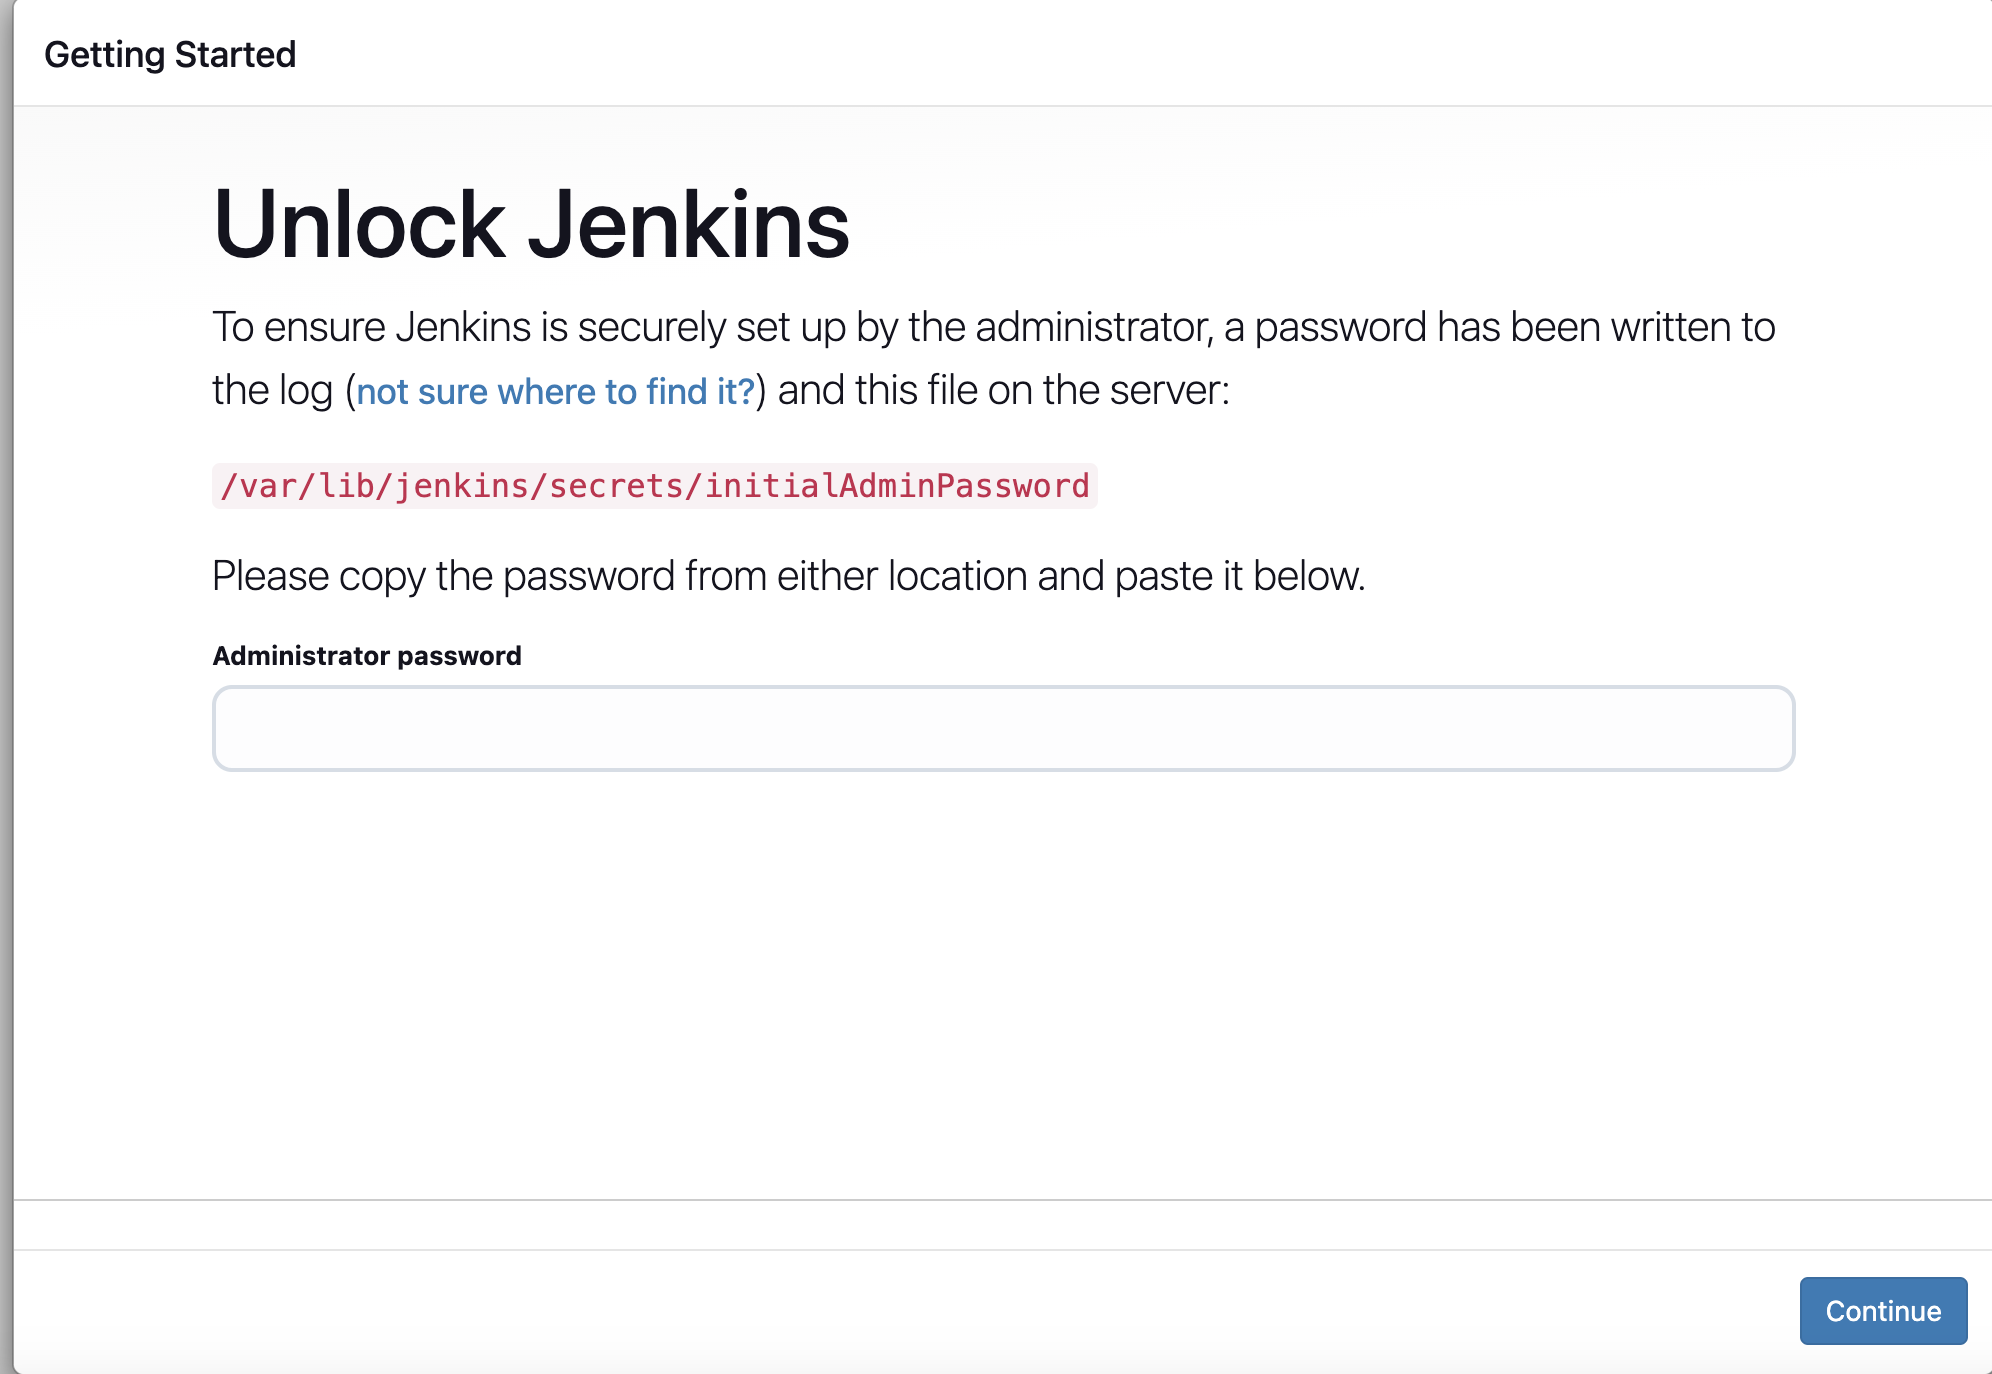 Getting Started
Unlock Jenkins
To ensure Jenkins is securely set up by the administrator, a password has been written to
the log (not sure where to find it?) and this file on the server:
/var/lib/jenkins/secrets/initialAdminPassword
Please copy the password from either location and paste it below.
Administrator password
Continue